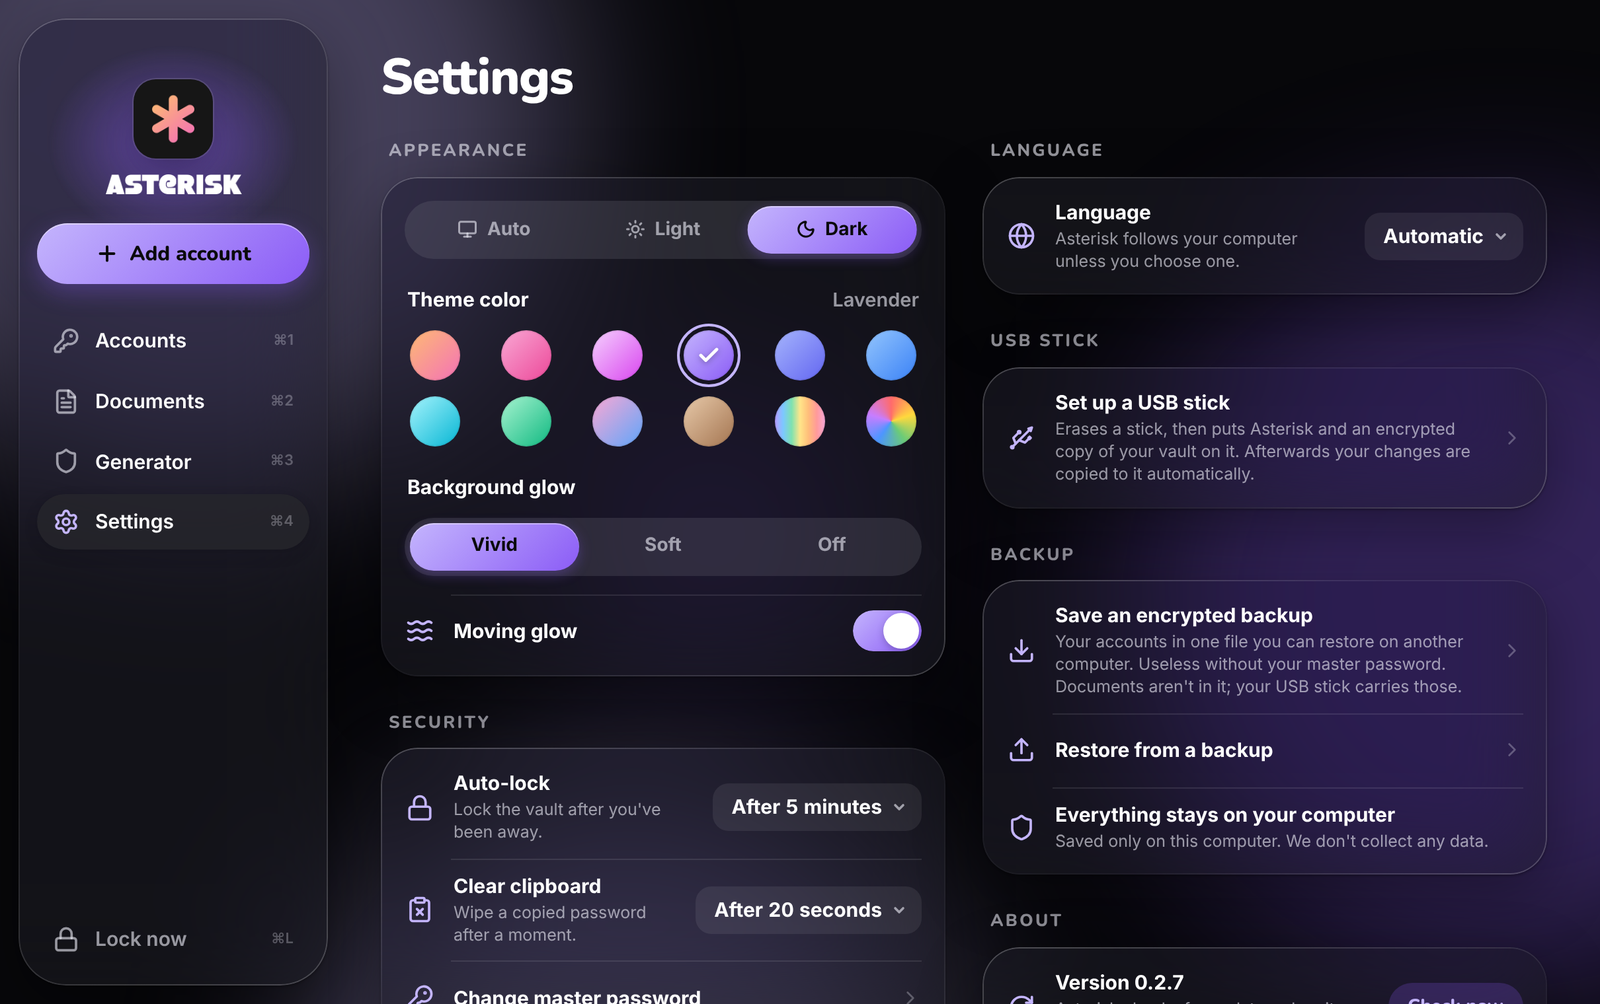 ASTERISK
Add account
Accounts ⌘1
Documents ⌘2
Generator ⌘3
Settings ⌘4
Lock now ⌘L
Settings
APPEARANCE
Auto Light Dark
Theme color Lavender
Background glow
Vivid Soft Off
Moving glow
SECURITY
Auto-lock
Lock the vault after you've
been away.
After 5 minutes
Clear clipboard
Wipe a copied password
after a moment.
After 20 seconds
Change master password
LANGUAGE
Language
Asterisk follows your computer
unless you choose one.
Automatic
USB STICK
Set up a USB stick
Erases a stick, then puts Asterisk and an encrypted
copy of your vault on it. Afterwards your changes are
copied to it automatically.
BACKUP
Save an encrypted backup
Your accounts in one file you can restore on another
computer. Useless without your master password.
Documents aren't in it; your USB stick carries those.
Restore from a backup
Everything stays on your computer
Saved only on this computer. We don't collect any data.
ABOUT
Version 0.2.7
Check now